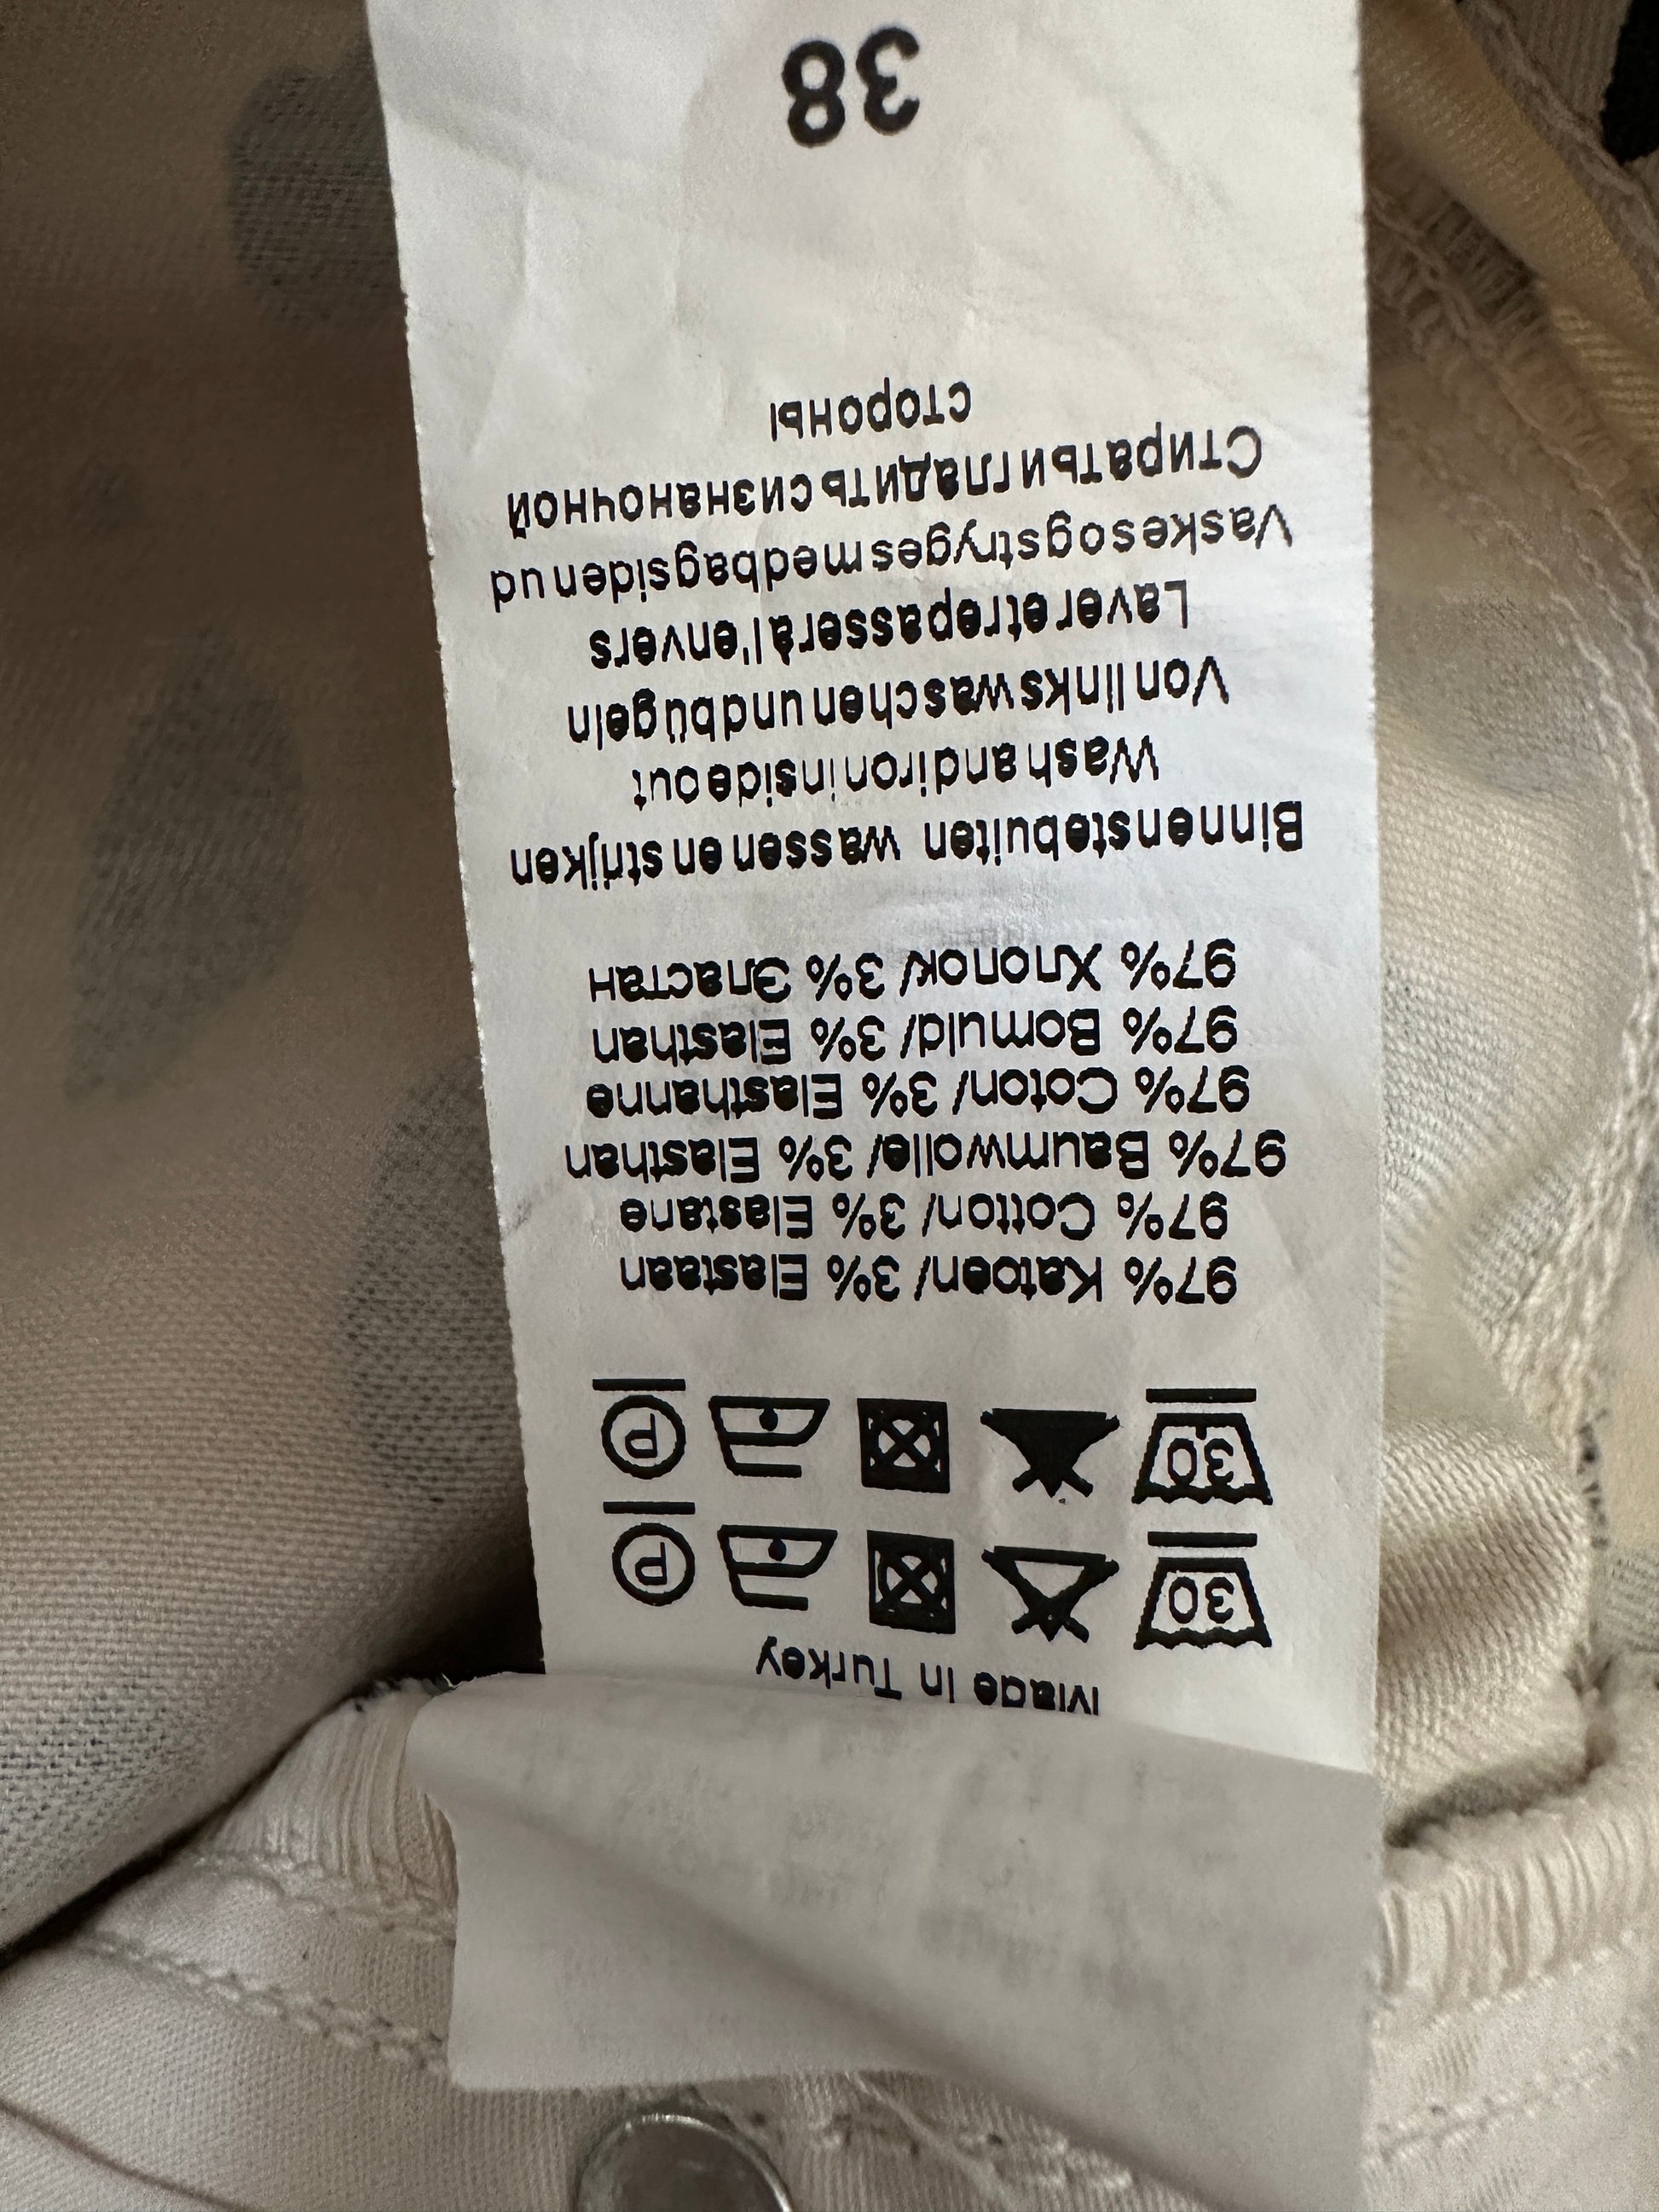 Made in Turkey
30 P
30 P
97% Katoen/ 3% Elastaan
97% Cotton/ 3% Elastane
97% Baumwolle/ 3% Elasthan
97% Coton/ 3% Elasthanne
97% Bomuld/ 3% Elasthan
97% Хлопок/ 3% Эластан
Binnenstebuiten wassen en strijken
Wash and iron inside out
Von links waschen und bügeln
Laver et repasser à l'envers
Vaskes og stryges med bagsiden ud
Стирать и гладить с изнаночной
стороны
38